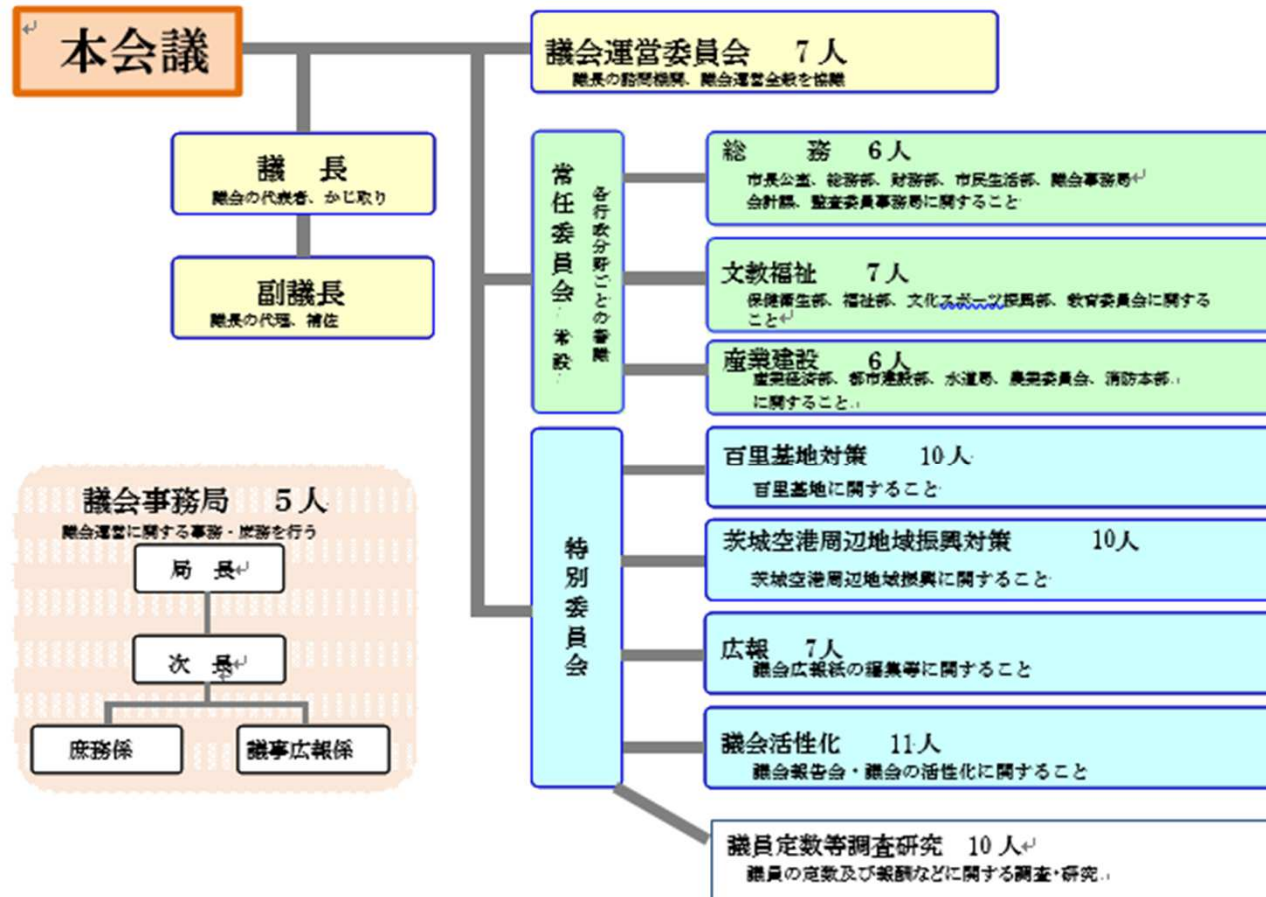 本会議
議会運営委員会 7人
議長の諮問機関、議会運営全般を協議
議 長
議会の代表者、かじ取り
副議長
議長の代理、補佐
常任委員会 常設
各行政分野ごとの審議
総 務 6人
市長公室、総務部、財務部、市民生活部、議会事務局
会計課、監査委員事務局に関すること
文教福祉 7人
保健衛生部、福祉部、文化スポーツ振興部、教育委員会に関する
こと
産業建設 6人
産業経済部、都市建設部、水道局、農業委員会、消防本部
に関すること
特別委員会
百里基地対策 10人
百里基地に関すること
茨城空港周辺地域振興対策 10人
茨城空港周辺地域振興に関すること
広報 7人
議会広報紙の編集等に関すること
議会活性化 11人
議会報告会・議会の活性化に関すること
議員定数等調査研究 10人
議員の定数及び報酬などに関する調査・研究
議会事務局 5人
議会運営に関する事務・庶務を行う
局 長
次 長
庶務係
議事広報係